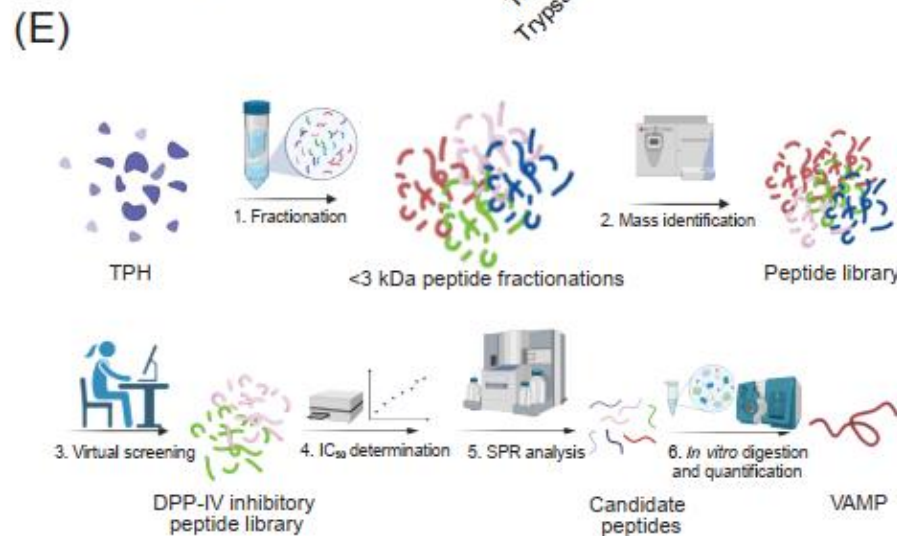 (E)
1. Fractionation
2. Mass identification
TPH
<3 kDa peptide fractionations
Peptide library
3. Virtual screening
4. IC₅₀ determination
5. SPR analysis
6. In vitro digestion
and quantification
DPP-IV inhibitory
peptide library
Candidate
peptides
VAMP